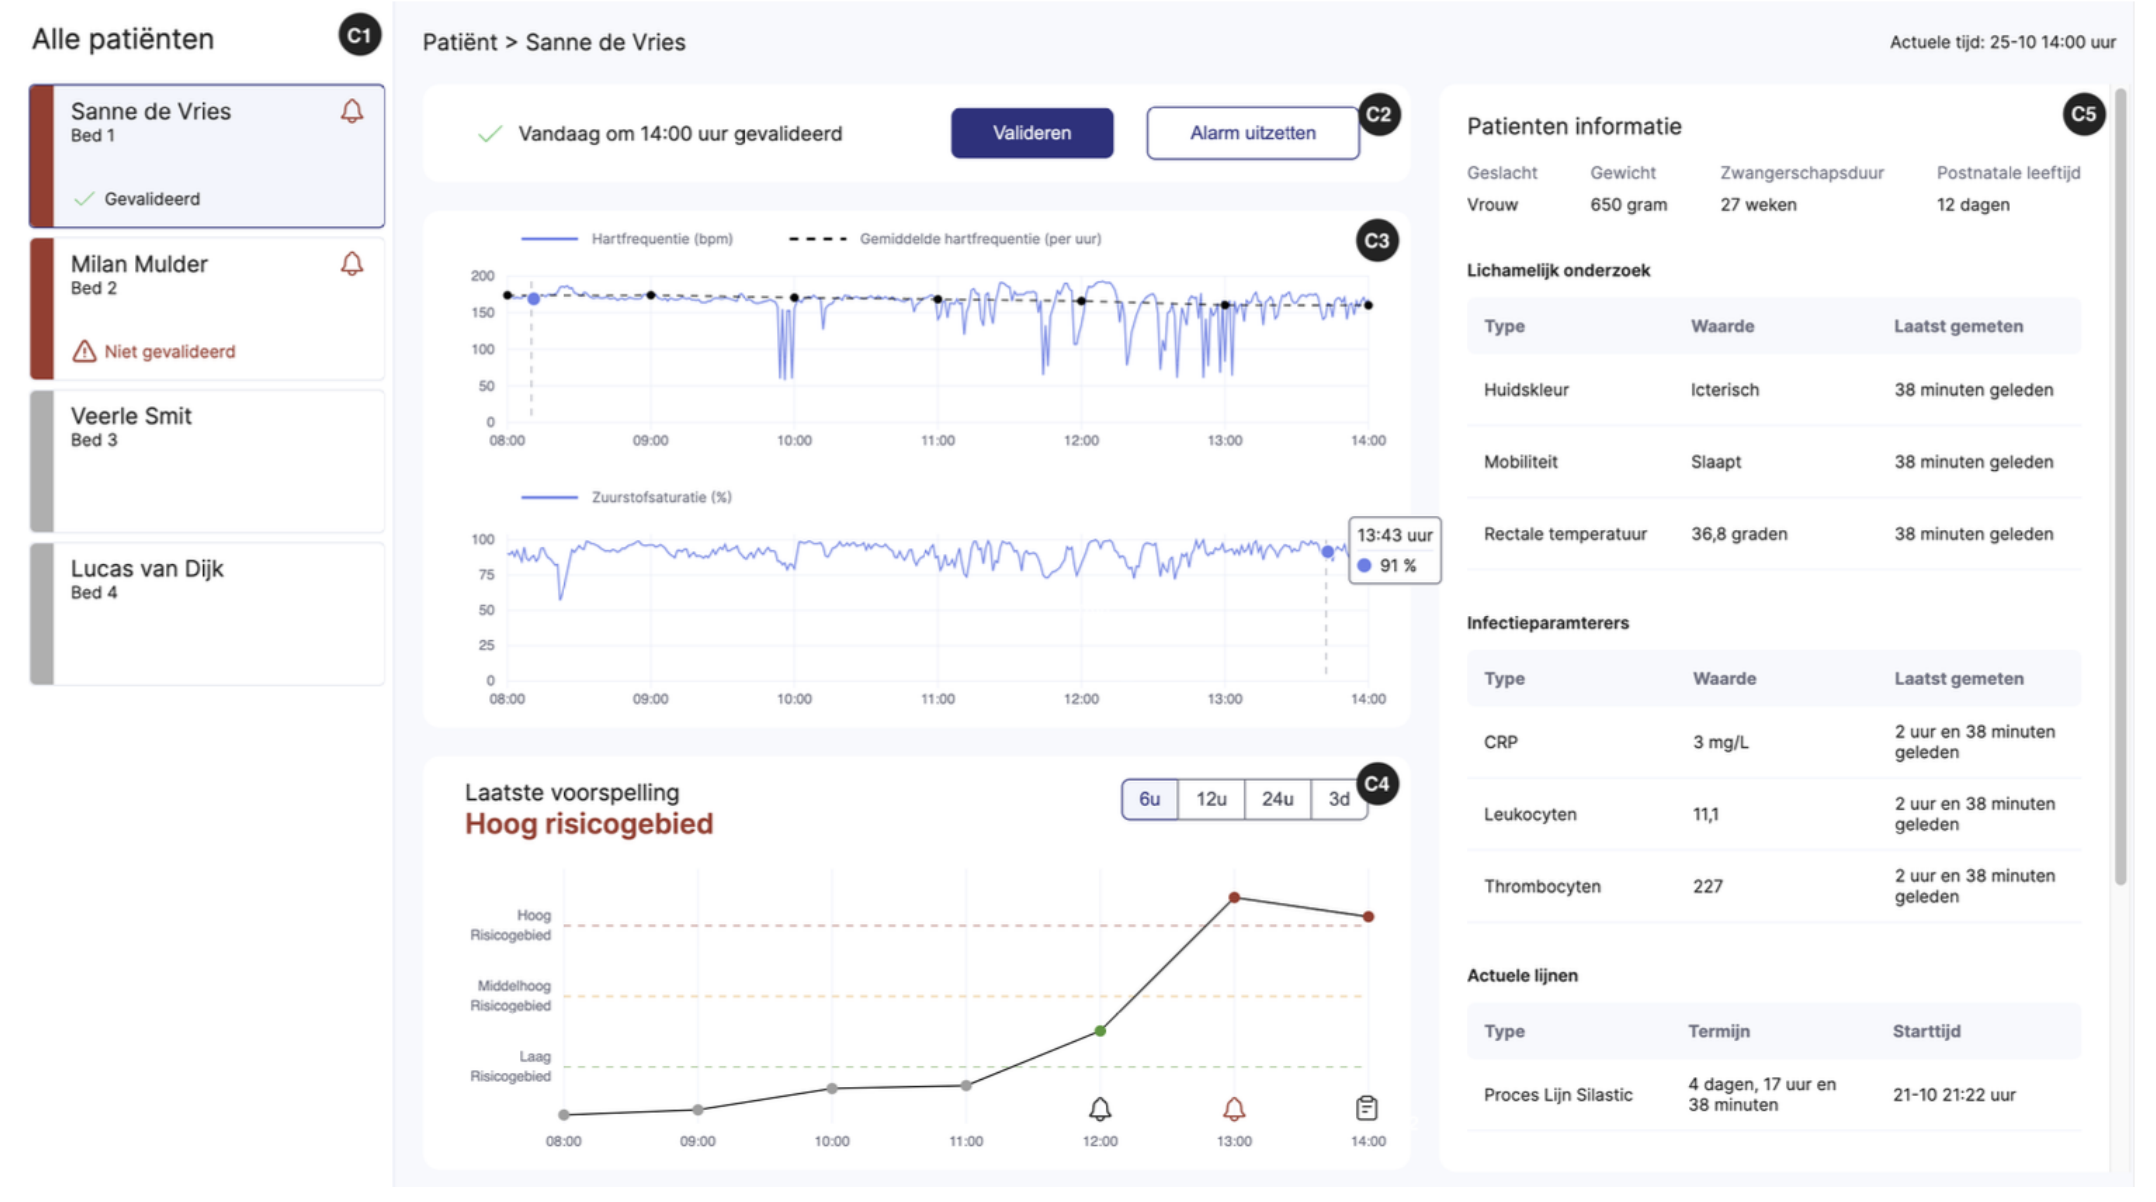 Alle patiënten
C1
Sanne de Vries
Bed 1
Gevalideerd
Milan Mulder
Bed 2
Niet gevalideerd
Veerle Smit
Bed 3
Lucas van Dijk
Bed 4
Patiënt > Sanne de Vries
Actuele tijd: 25-10 14:00 uur
Vandaag om 14:00 uur gevalideerd
Valideren
Alarm uitzetten
C2
Hartfrequentie (bpm)
Gemiddelde hartfrequentie (per uur)
C3
200
150
100
50
0
08:00 09:00 10:00 11:00 12:00 13:00 14:00
Zuurstofsaturatie (%)
100
75
50
25
0
13:43 uur
91 %
08:00 09:00 10:00 11:00 12:00 13:00 14:00
Laatste voorspelling
Hoog risicogebied
6u 12u 24u 3d
C4
Hoog
Risicogebied
Middelhoog
Risicogebied
Laag
Risicogebied
08:00 09:00 10:00 11:00 12:00 13:00 14:00
Patienten informatie
C5
Geslacht Gewicht Zwangerschapsduur Postnatale leeftijd
Vrouw 650 gram 27 weken 12 dagen
Lichamelijk onderzoek
Type Waarde Laatst gemeten
Huidskleur Icterisch 38 minuten geleden
Mobiliteit Slaapt 38 minuten geleden
Rectale temperatuur 36,8 graden 38 minuten geleden
Infectieparamterers
Type Waarde Laatst gemeten
CRP 3 mg/L 2 uur en 38 minuten
geleden
Leukocyten 11,1 2 uur en 38 minuten
geleden
Thrombocyten 227 2 uur en 38 minuten
geleden
Actuele lijnen
Type Termijn Starttijd
Proces Lijn Silastic 4 dagen, 17 uur en
38 minuten 21-10 21:22 uur